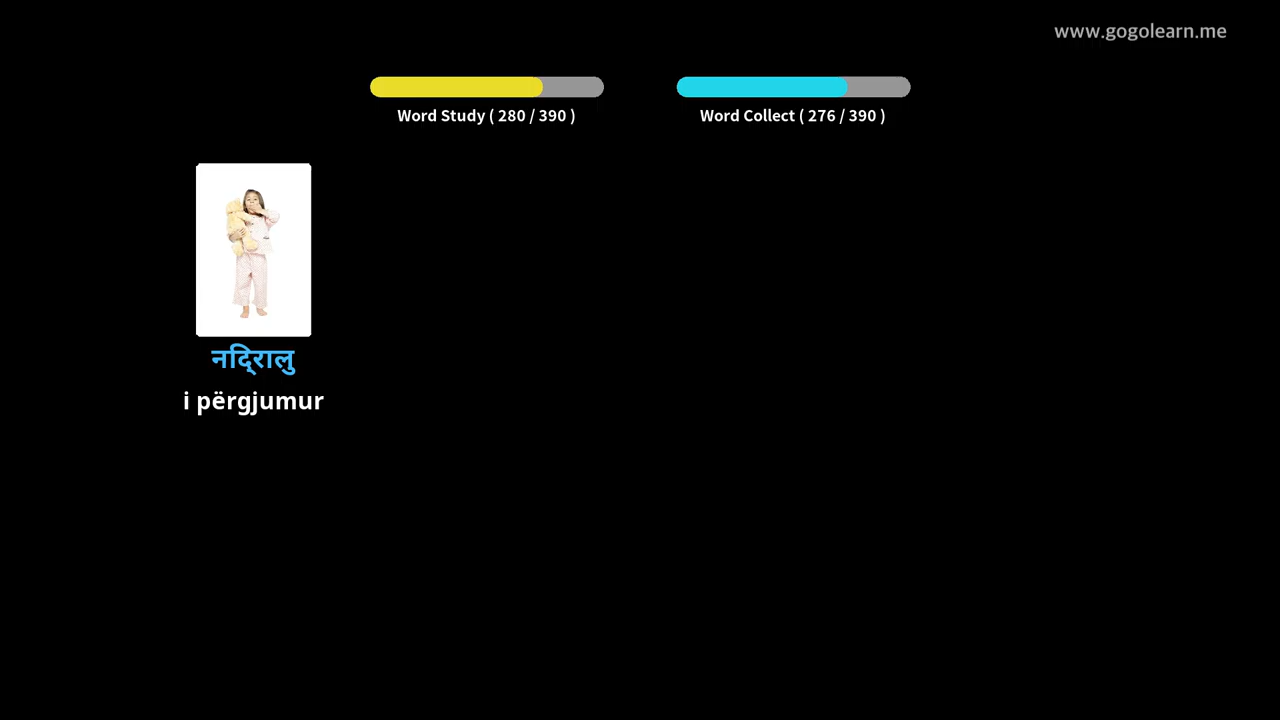 www.gogolearn.me
Word Study ( 280 / 390 )
Word Collect ( 276 / 390 )
नदि्रालु
i përgjumur